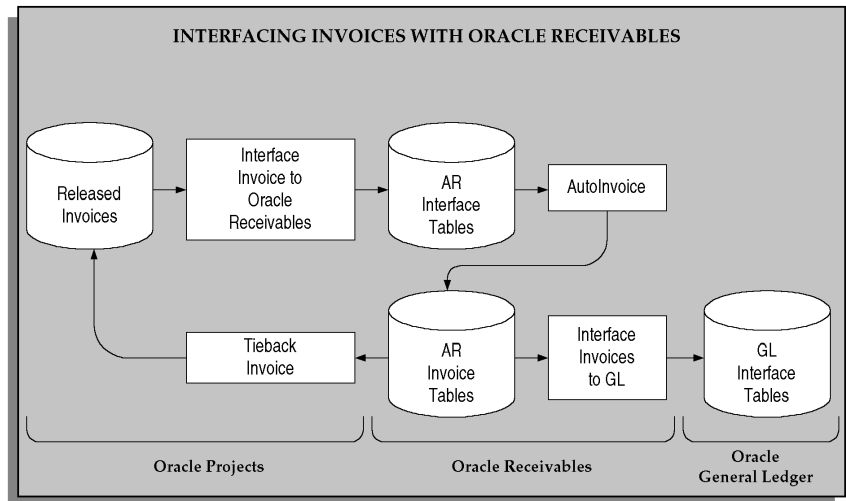 INTERFACING INVOICES WITH ORACLE RECEIVABLES
Released
Invoices
Interface
Invoice to
Oracle
Receivables
AR
Interface
Tables
AutoInvoice
Tieback
Invoice
AR
Invoice
Tables
Interface
Invoices
to GL
GL
Interface
Tables
Oracle Projects
Oracle Receivables
Oracle
General Ledger